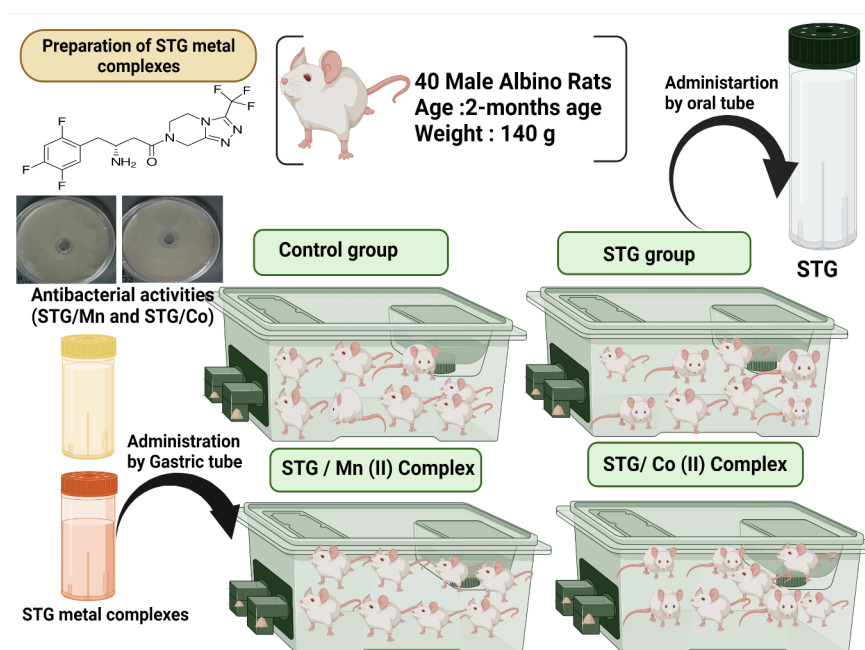 Preparation of STG metal
complexes
F
F
F
NH₂
O
N
N
N
N
F
F
F
40 Male Albino Rats
Age :2-months age
Weight : 140 g
Administartion
by oral tube
STG
Antibacterial activities
(STG/Mn and STG/Co)
Control group
STG group
Administration
by Gastric tube
STG / Mn (II) Complex
STG/ Co (II) Complex
STG metal complexes